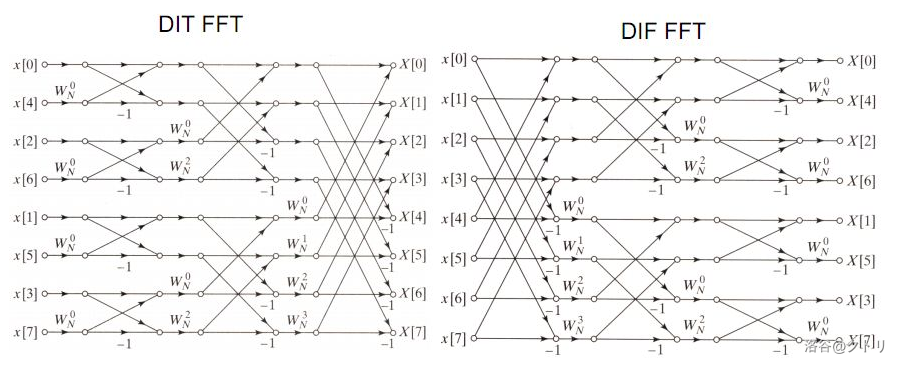 DIT FFT
x[0] X[0]
W_N^0
x[4] X[1]
-1
W_N^0
x[2] X[2]
-1
W_N^0 W_N^2
x[6] X[3]
-1 -1
W_N^0
x[1] X[4]
-1
W_N^0 W_N^1
x[5] X[5]
-1 -1
W_N^0 W_N^2
x[3] X[6]
-1 -1
W_N^0 W_N^2 W_N^3
x[7] X[7]
-1 -1 -1
DIF FFT
x[0] X[0]
W_N^0
x[1] X[4]
-1
W_N^0
x[2] X[2]
-1
W_N^2 W_N^0
x[3] X[6]
-1 -1
W_N^0
x[4] X[1]
-1
W_N^1 W_N^0
x[5] X[5]
-1 -1
W_N^2 W_N^0
x[6] X[3]
-1 -1
W_N^3 W_N^2 W_N^0
x[7] X[7]
-1 -1 -1
洛谷@クトリ